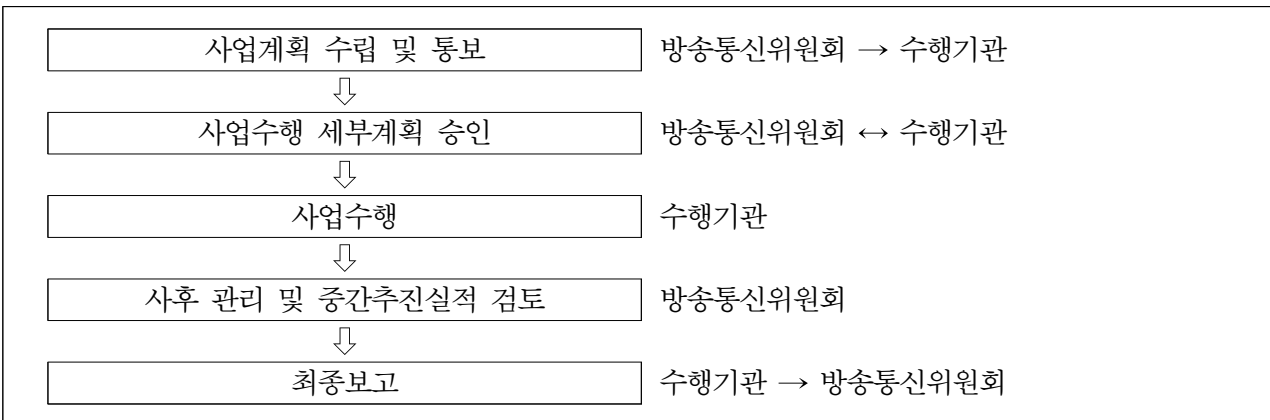 사업계획 수립 및 통보 방송통신위원회 → 수행기관
⇩
사업수행 세부계획 승인 방송통신위원회 ↔ 수행기관
⇩
사업수행 수행기관
⇩
사후 관리 및 중간추진실적 검토 방송통신위원회
⇩
최종보고 수행기관 → 방송통신위원회